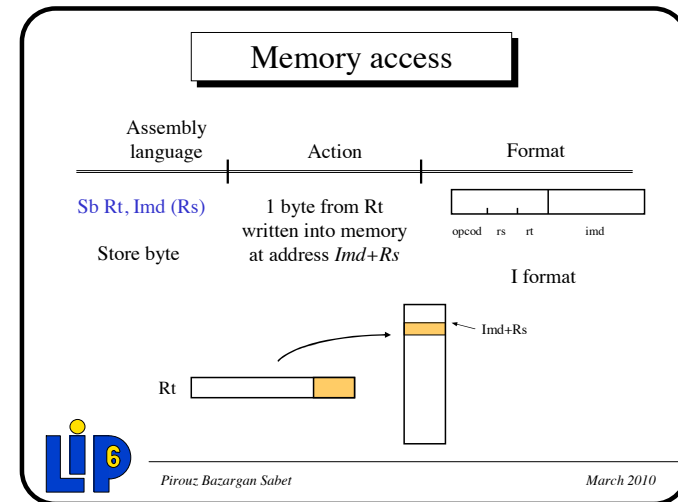 Memory access
Assembly
language
Action
Format
Sb Rt, Imd (Rs)
Store byte
1 byte from Rt
written into memory
at address Imd+Rs
opcod rs rt imd
I format
Imd+Rs
Rt
LIP6
Pirouz Bazargan Sabet
March 2010